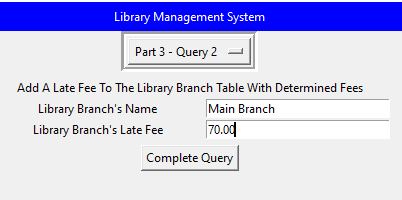 Library Management System
Part 3 - Query 2
Add A Late Fee To The Library Branch Table With Determined Fees
Library Branch's Name Main Branch
Library Branch's Late Fee 70.00
Complete Query